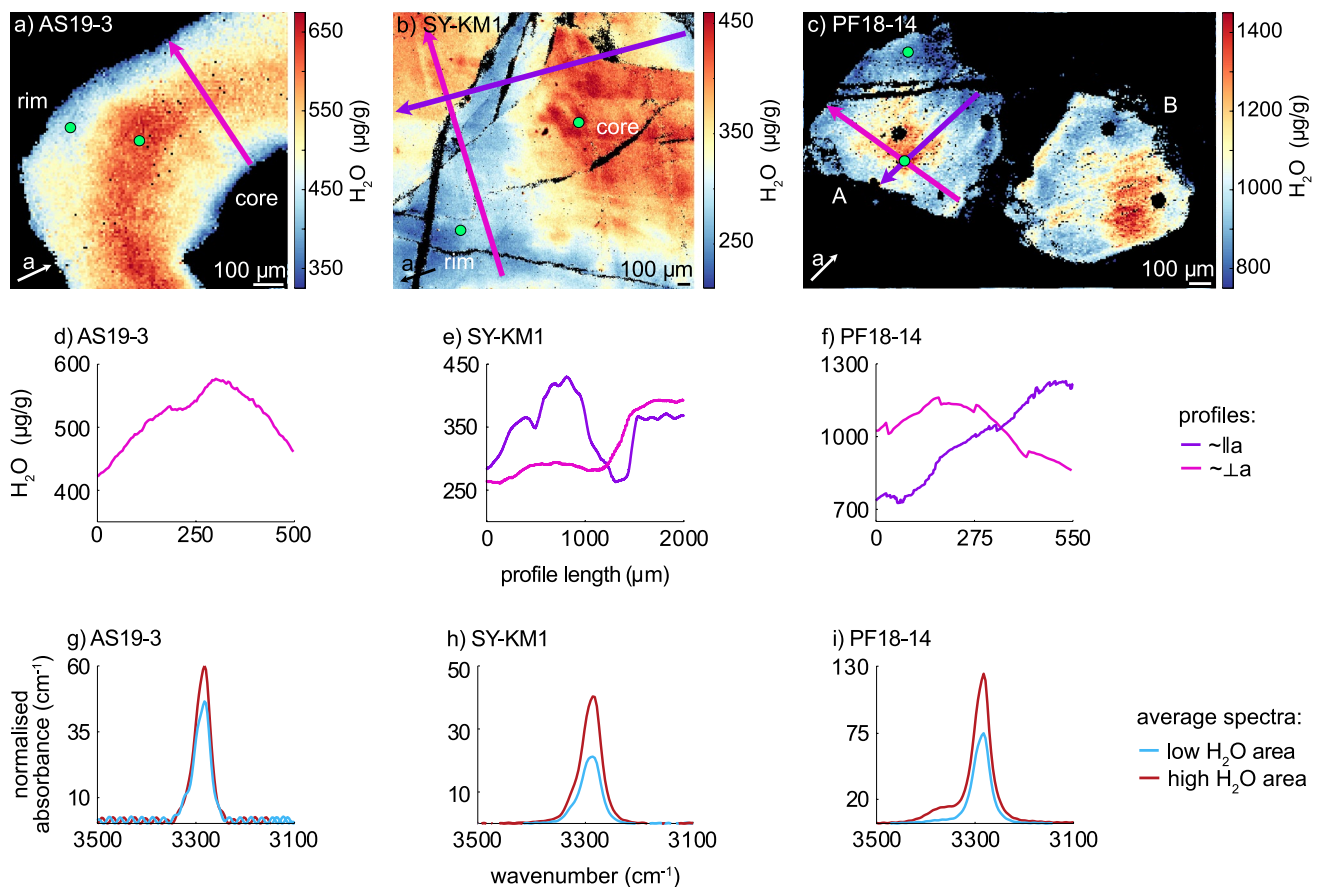 a) AS19-3
rim
core
a
100 µm
650
550
450
350
H₂O (µg/g)
b) SY-KM1
core
rim
a
100 µm
450
350
250
H₂O (µg/g)
c) PF18-14
A
B
a
100 µm
1400
1200
1000
800
H₂O (µg/g)
d) AS19-3
600
500
400
H₂O (µg/g)
0 250 500
e) SY-KM1
450
350
250
0 1000 2000
profile length (µm)
f) PF18-14
1300
1000
700
0 275 550
profiles:
~||a
~⊥a
g) AS19-3
60
35
10
normalised
absorbance (cm⁻¹)
3500 3300 3100
h) SY-KM1
50
30
10
3500 3300 3100
wavenumber (cm⁻¹)
i) PF18-14
130
75
20
3500 3300 3100
average spectra:
low H₂O area
high H₂O area